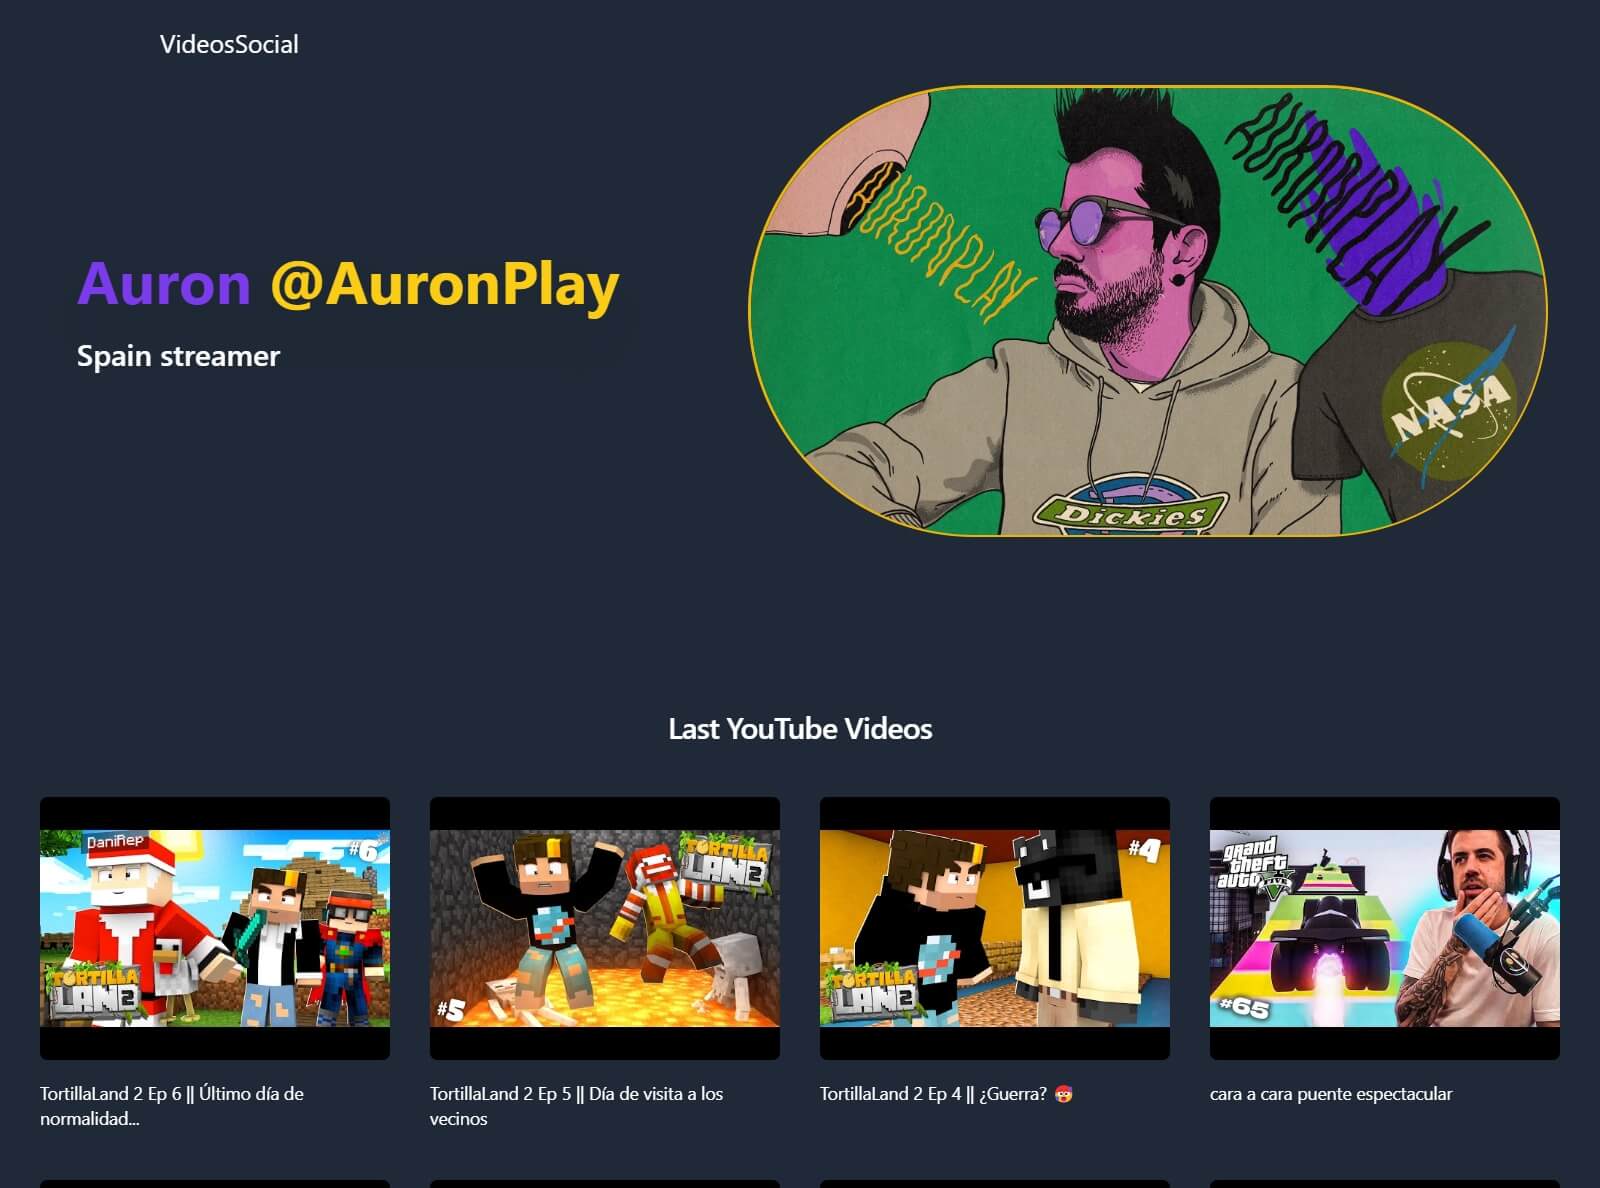 VideosSocial
AURONPLAY
AURONPLAY
Auron @AuronPlay
Spain streamer
NASA
Dickies
Last YouTube Videos
DaniRep
#6
TORTILLA
LAND 2
TORTILLA
LAND 2
#5
#4
TORTILLA
LAND 2
grand
theft
auto V
FIVE
#65
TortillaLand 2 Ep 6 || Último día de
normalidad...
TortillaLand 2 Ep 5 || Día de visita a los
vecinos
TortillaLand 2 Ep 4 || ¿Guerra? 🥳
cara a cara puente espectacular